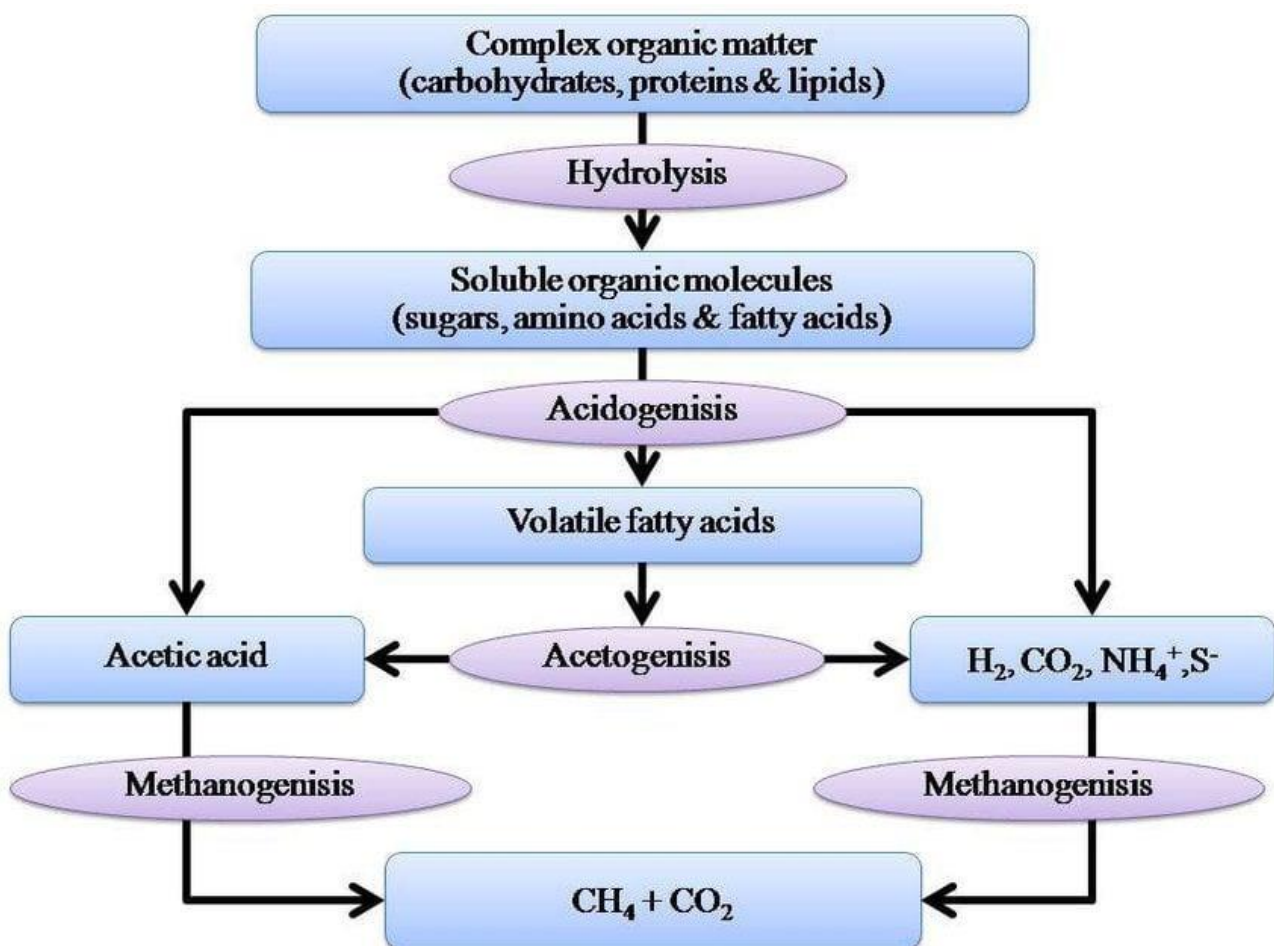 Complex organic matter
(carbohydrates, proteins & lipids)
Hydrolysis
Soluble organic molecules
(sugars, amino acids & fatty acids)
Acidogenisis
Volatile fatty acids
Acetic acid
Acetogenisis
H₂, CO₂, NH₄⁺,S⁻
Methanogenisis
Methanogenisis
CH₄ + CO₂